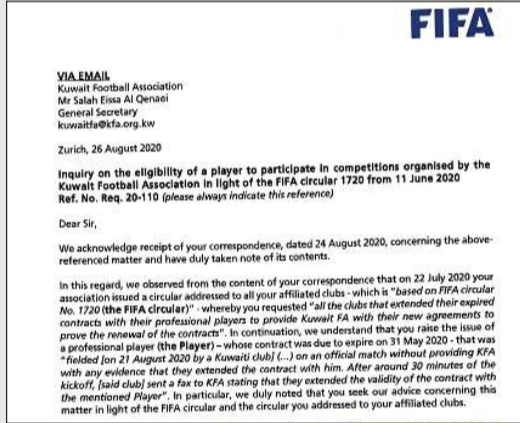 FIFA
VIA EMAIL
Kuwait Football Association
Mr Salah Eissa Al Qenaei
General Secretary
kuwaitfa@kfa.org.kw
Zurich, 26 August 2020
Inquiry on the eligibility of a player to participate in competitions organised by the
Kuwait Football Association in light of the FIFA circular 1720 from 11 June 2020
Ref. No. Req. 20-110 (please always indicate this reference)
Dear Sir,
We acknowledge receipt of your correspondence, dated 24 August 2020, concerning the above-
referenced matter and have duly taken note of its contents.
In this regard, we observed from the content of your correspondence that on 22 July 2020 your
association issued a circular addressed to all your affiliated clubs - which is "based on FIFA circular
No. 1720 (the FIFA circular)" - whereby you requested "all the clubs that extended their expired
contracts with their professional players to provide Kuwait FA with their new agreements to
prove the renewal of the contracts". In continuation, we understand that you raise the issue of
a professional player (the Player) – whose contract was due to expire on 31 May 2020 - that was
"fielded [on 21 August 2020 by a Kuwaiti club] (...) on an official match without providing KFA
with any evidence that they extended the contract with him. After around 30 minutes of the
kickoff, [said club] sent a fax to KFA stating that they extended the validity of the contract with
the mentioned Player". In particular, we duly noted that you seek our advice concerning this
matter in light of the FIFA circular and the circular you addressed to your affiliated clubs.